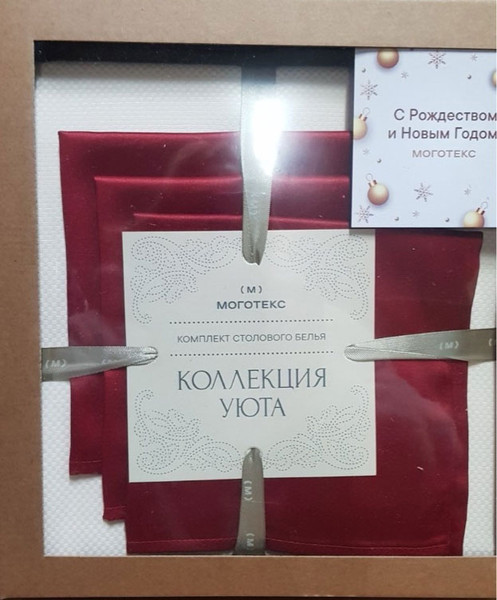 С Рождеством
и Новым Годом
МОГОТЕКС
(М)
МОГОТЕКС
КОМПЛЕКТ СТОЛОВОГО БЕЛЬЯ
КОЛЛЕКЦИЯ
УЮТА
(М)
(М)
(М)
(М)